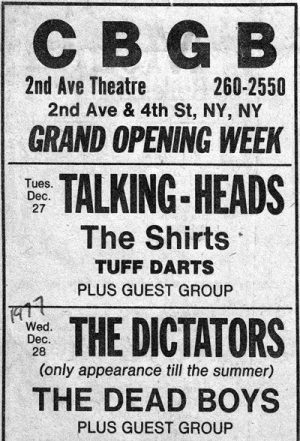 CBGB
2nd Ave Theatre 260-2550
2nd Ave & 4th St, NY, NY
GRAND OPENING WEEK
Tues. Dec. 27
TALKING-HEADS
The Shirts
TUFF DARTS
PLUS GUEST GROUP
1977
Wed. Dec. 28
THE DICTATORS
(only appearance till the summer)
THE DEAD BOYS
PLUS GUEST GROUP